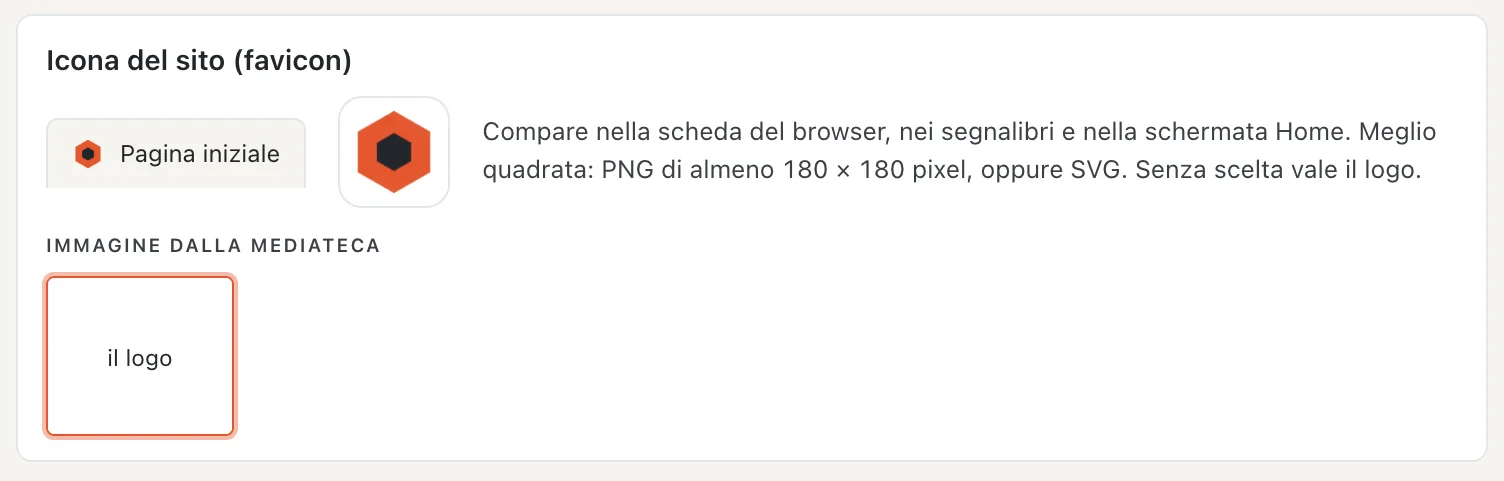 Icona del sito (favicon)
Pagina iniziale
Compare nella scheda del browser, nei segnalibri e nella schermata Home. Meglio
quadrata: PNG di almeno 180 × 180 pixel, oppure SVG. Senza scelta vale il logo.
IMMAGINE DALLA MEDIATECA
il logo